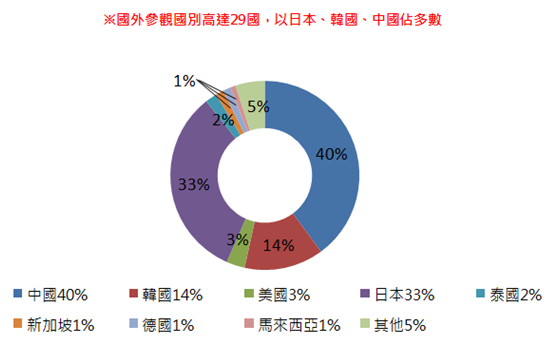 ※國外參觀國別高達29國，以日本、韓國、中國佔多數
1%
5%
2%
40%
33%
3%
14%
中國40% 韓國14% 美國3% 日本33% 泰國2%
新加坡1% 德國1% 馬來西亞1% 其他5%